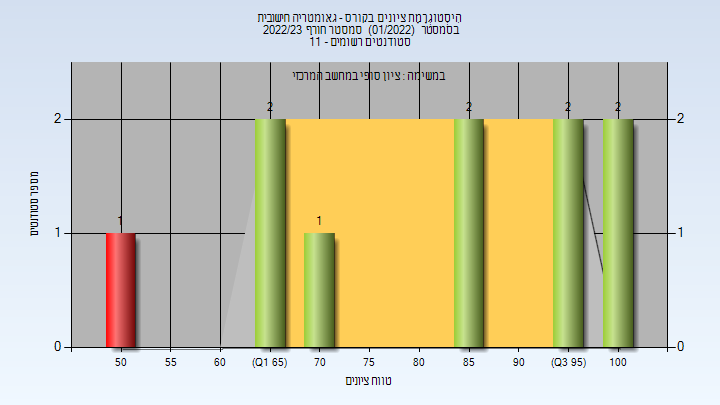 היסטוגרמת ציונים בקורס - גאומטריה חישובית
בסמסטר (01/2022) סמסטר חורף 2022/23
סטודנטים רשומים - 11
במשימה : ציון סופי במחשב המרכזי
מספר סטודנטים
2
1
0
2
1
0
1
2
1
2
2
2
50
55
60
(Q1 65)
70
75
80
85
90
(Q3 95)
100
טווח ציונים